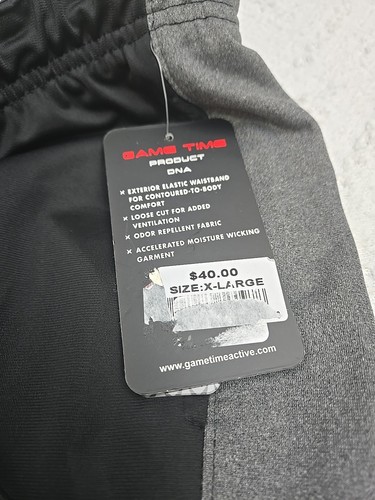 GAME TIME
PRODUCT
DNA
× EXTERIOR ELASTIC WAISTBAND
FOR CONTOURED-TO-BODY
COMFORT
× LOOSE CUT FOR ADDED
VENTILATION
× ODOR REPELLENT FABRIC
× ACCELERATED MOISTURE WICKING
GARMENT
$40.00
SIZE:X-LARGE
www.gametimeactive.com